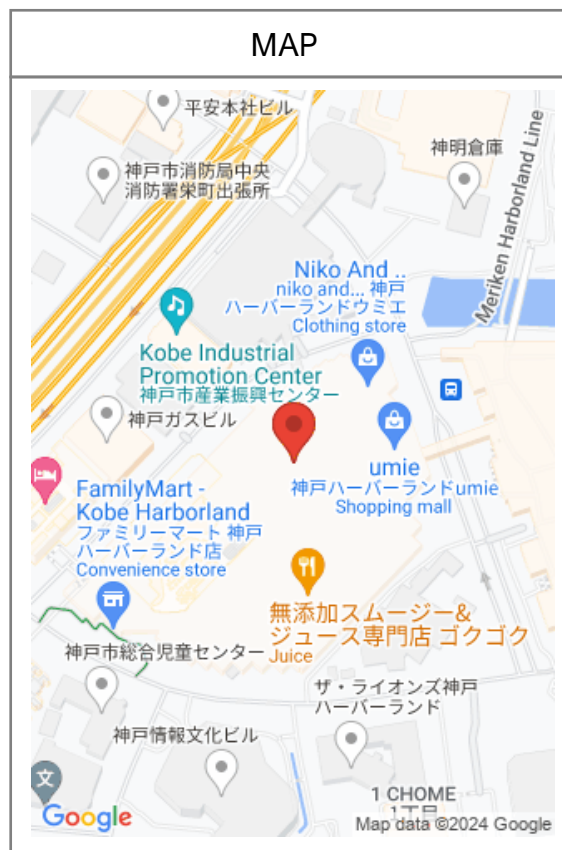 MAP
平安本社ビル
神戸市消防局中央
消防署栄町出張所
神明倉庫
Meriken Harborland Line
Niko And ..
niko and... 神戸
ハーバーランドウミエ
Clothing store
Kobe Industrial
Promotion Center
神戸市産業振興センター
神戸ガスビル
umie
神戸ハーバーランドumie
Shopping mall
FamilyMart -
Kobe Harborland
ファミリーマート 神戸
ハーバーランド店
Convenience store
無添加スムージー&
ジュース専門店 ゴクゴク
Juice
神戸市総合児童センター
ザ・ライオンズ神戸
ハーバーランド
神戸情報文化ビル
文
1 CHOME
1丁目
Google
Map data ©2024 Google